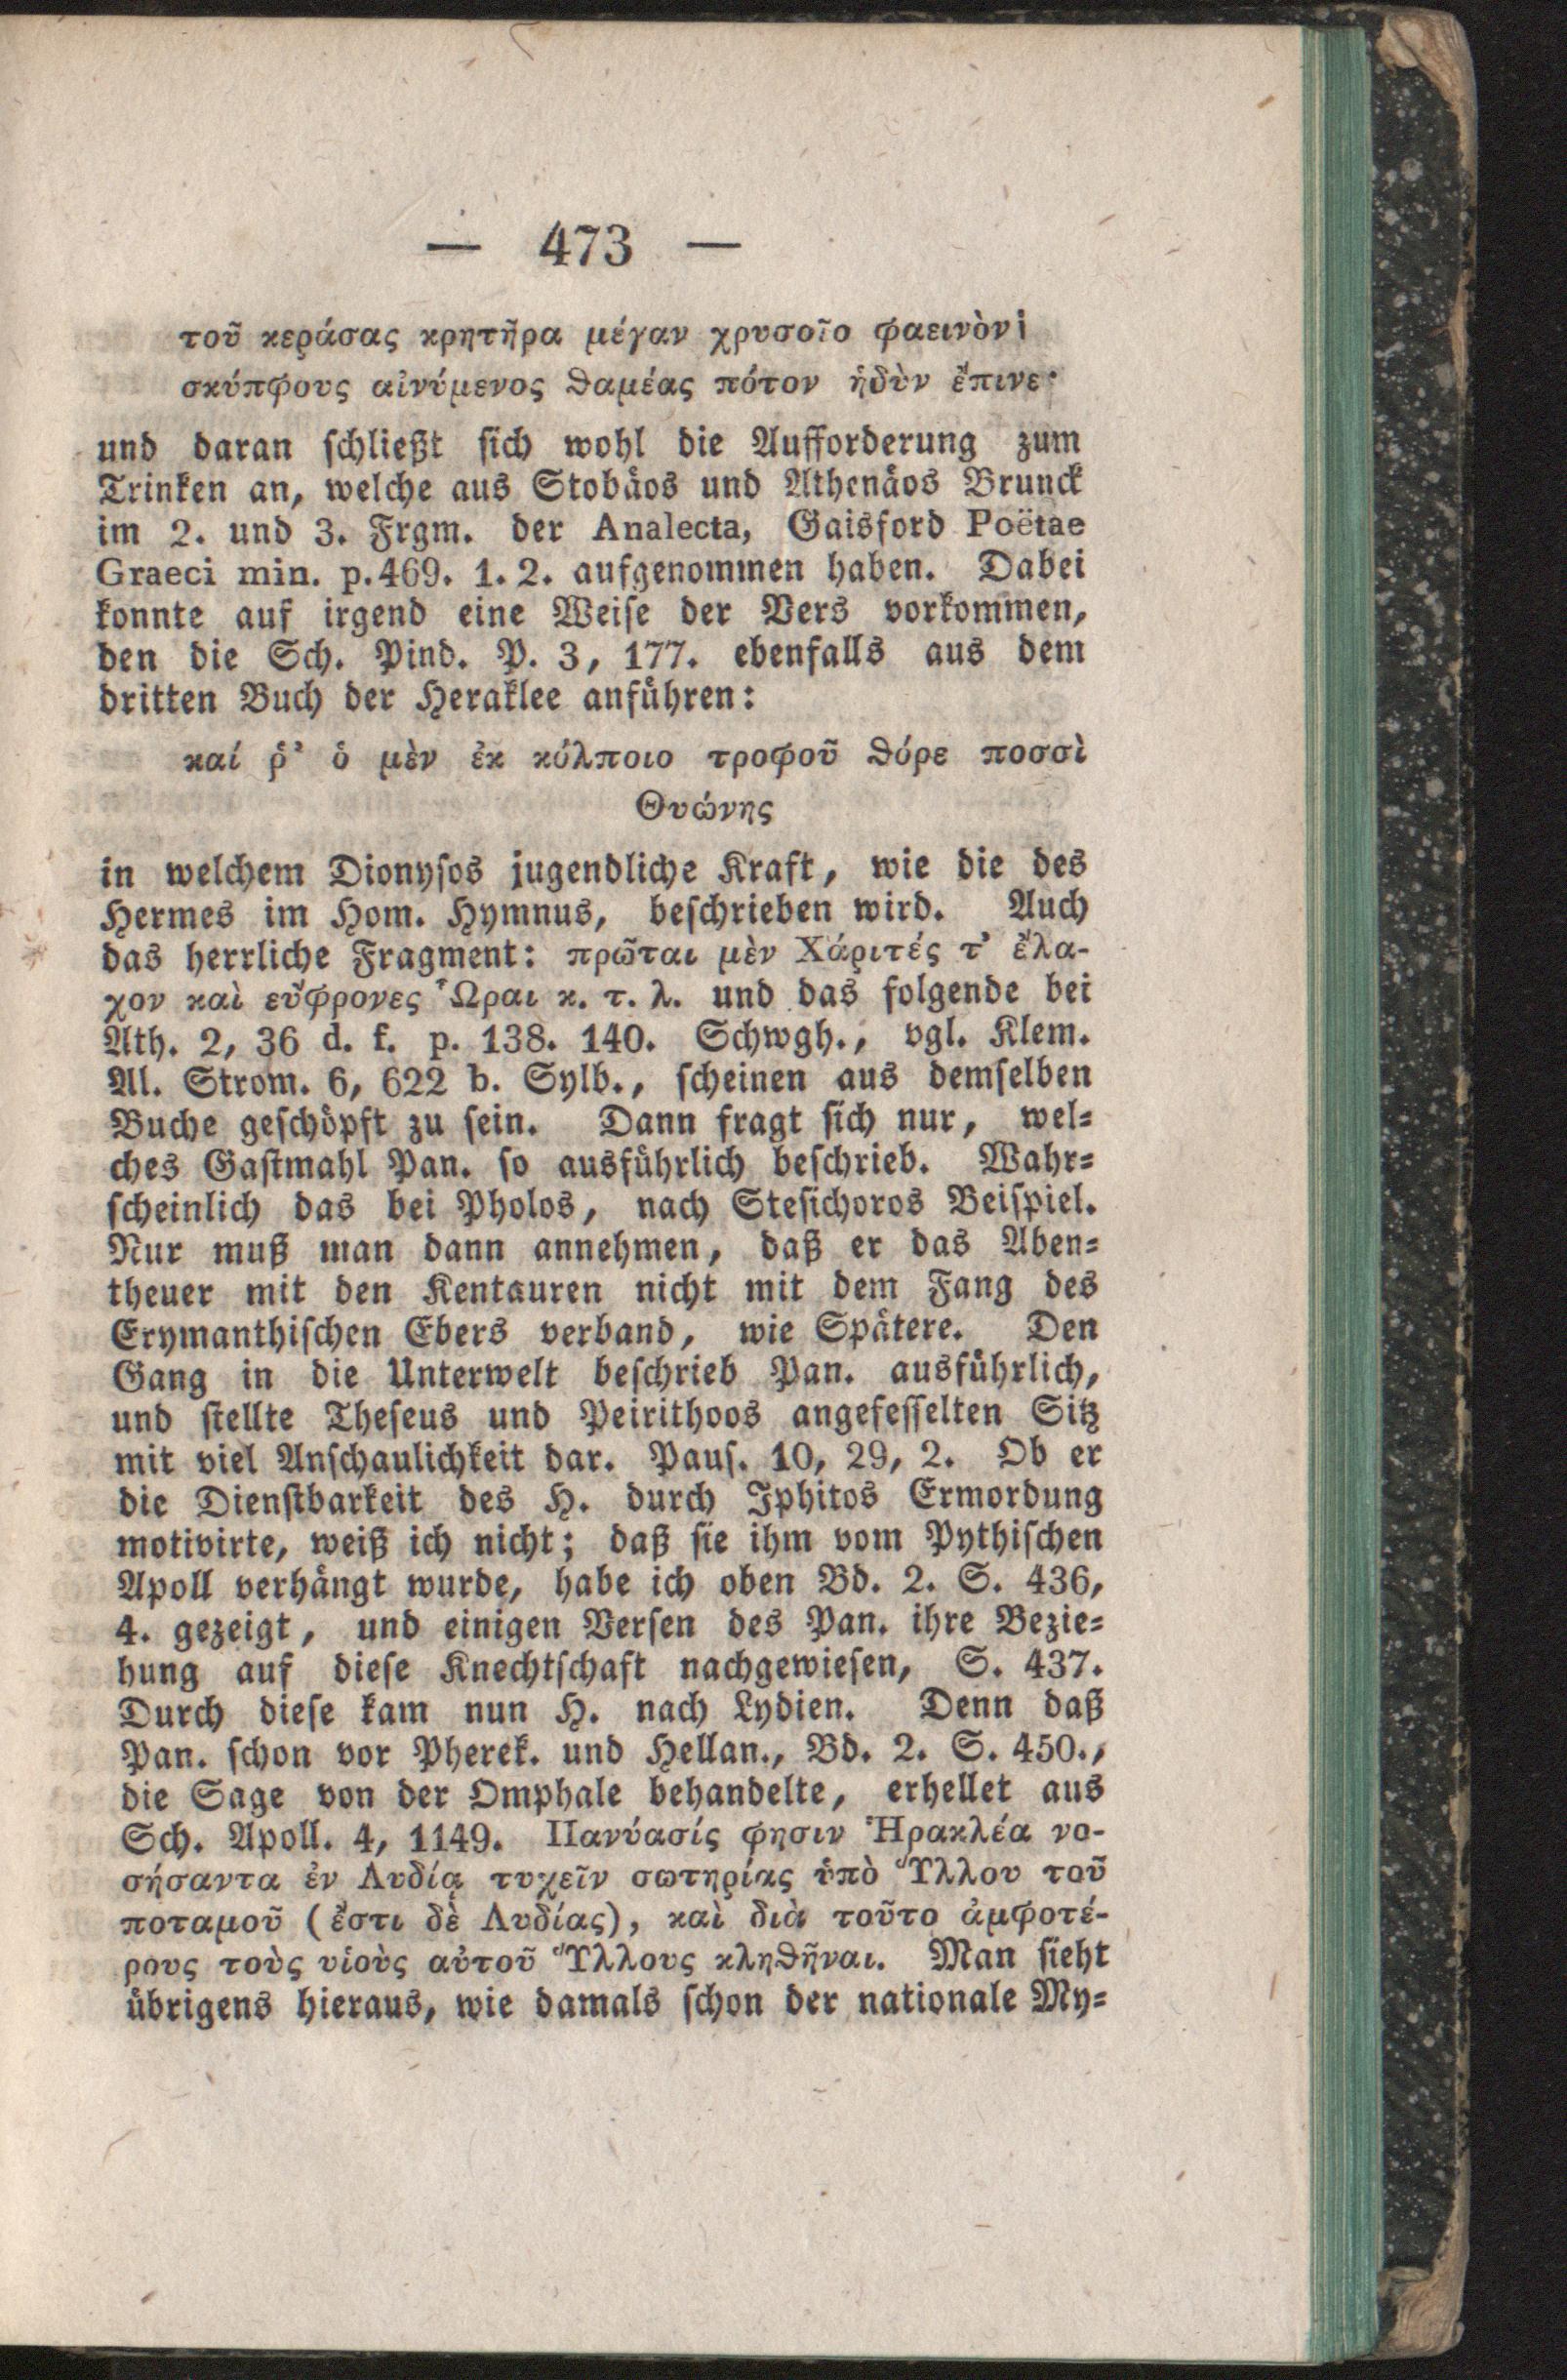 — 473 —
τοῦ κεράσας κρητῆρα μέγαν χρυσοῖο φαεινὸν
σκύπφους αἰνύμενος θαμέας πότον ἡδὺν ἔπινε·
und daran ſchließt ſich wohl die Aufforderung zum
Trinken an, welche aus Stobäos und Athenäos Brunck
im 2. und 3. Frgm. der Analecta, Gaisford Poëtae
Graeci min. p. 469. 1. 2. aufgenommen haben. Dabei
konnte auf irgend eine Weiſe der Vers vorkommen,
den die Sch. Pind. P. 3, 177. ebenfalls aus dem
dritten Buch der Heraklee anführen:
καί ῥ' ὁ μὲν ἐκ κόλποιο τροφοῦ θόρε ποσσὶ
Θυώνης
in welchem Dionyſos jugendliche Kraft, wie die des
Hermes im Hom. Hymnus, beſchrieben wird. Auch
das herrliche Fragment: πρῶται μὲν Χάριτές τ' ἔλα-
χον καὶ εὔφρονες Ὧραι κ. τ. λ. und das folgende bei
Ath. 2, 36 d. k. p. 138. 140. Schwgh., vgl. Klem.
Al. Strom. 6, 622 b. Sylb., ſcheinen aus demſelben
Buche geſchöpft zu ſein. Dann fragt ſich nur, wel-
ches Gaſtmahl Pan. ſo ausführlich beſchrieb. Wahr-
ſcheinlich das bei Pholos, nach Steſichoros Beiſpiel.
Nur muß man dann annehmen, daß er das Aben-
theuer mit den Kentauren nicht mit dem Fang des
Erymanthiſchen Ebers verband, wie Spätere. Den
Gang in die Unterwelt beſchrieb Pan. ausführlich,
und ſtellte Theſeus und Peirithoos angefeſſelten Sitz
mit viel Anſchaulichkeit dar. Pauſ. 10, 29, 2. Ob er
die Dienſtbarkeit des H. durch Iphitos Ermordung
motivirte, weiß ich nicht; daß ſie ihm vom Pythiſchen
Apoll verhängt wurde, habe ich oben Bd. 2. S. 436,
4. gezeigt, und einigen Verſen des Pan. ihre Bezie-
hung auf dieſe Knechtſchaft nachgewieſen, S. 437.
Durch dieſe kam nun H. nach Lydien. Denn daß
Pan. ſchon vor Pherek. und Hellan., Bd. 2. S. 450.,
die Sage von der Omphale behandelte, erhellet aus
Sch. Apoll. 4, 1149. Πανύασίς φησιν Ἡρακλέα νο-
σήσαντα ἐν Λυδίᾳ τυχεῖν σωτηρίας ὑπὸ Ὕλλου τοῦ
ποταμοῦ (ἔστι δὲ Λυδίας), καὶ διὰ τοῦτο ἀμφοτέ-
ρους τοὺς υἱοὺς αὐτοῦ Ὕλλους κληθῆναι. Man ſieht
übrigens hieraus, wie damals ſchon der nationale My-